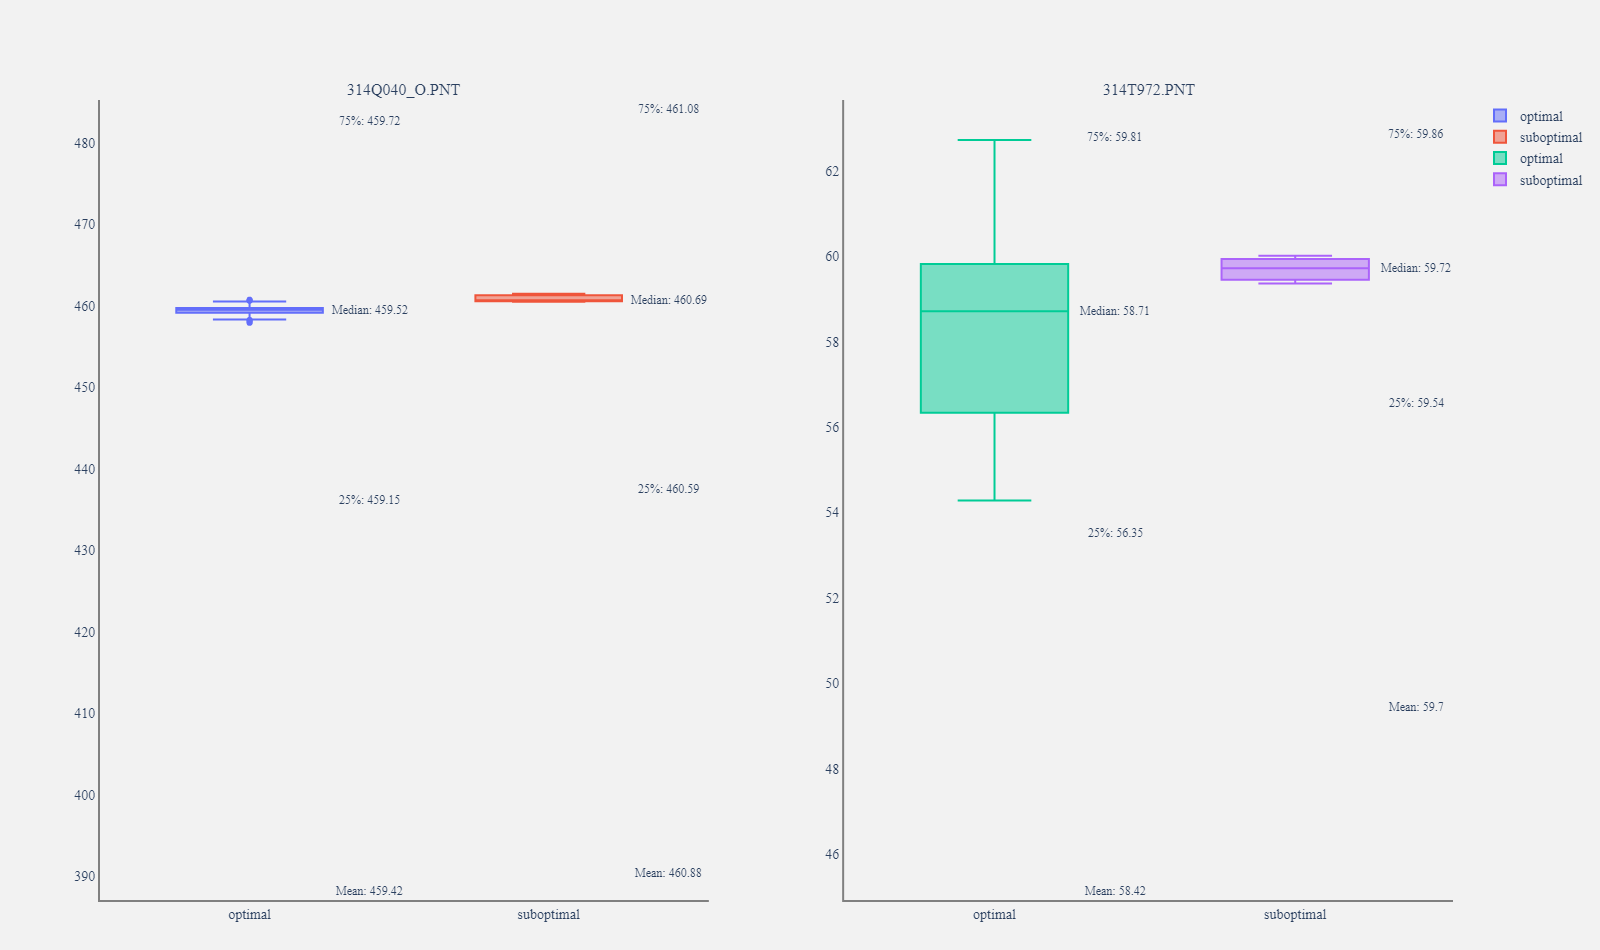 314Q040_O.PNT
75%: 459.72
75%: 461.08
480
470
460
450
440
430
420
410
400
390
Median: 459.52
Median: 460.69
25%: 459.15
25%: 460.59
Mean: 459.42
Mean: 460.88
optimal
suboptimal
314T972.PNT
75%: 59.81
75%: 59.86
62
60
58
56
54
52
50
48
46
Median: 58.71
Median: 59.72
25%: 56.35
25%: 59.54
Mean: 58.42
Mean: 59.7
optimal
suboptimal
optimal
suboptimal
optimal
suboptimal